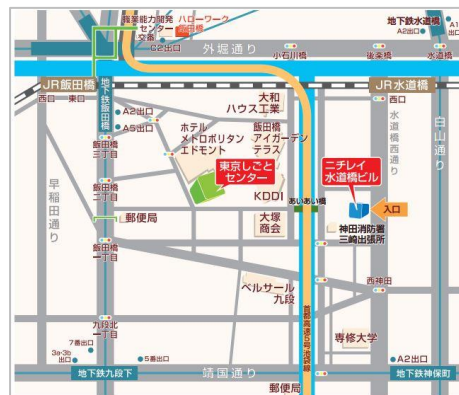 職業能力開発
センター
ハローワーク
飯田橋
交番
C2出口
地下鉄水道橋
A2出口
A1
外堀通り
小石川橋
後楽橋
水道橋
JR飯田橋
JR水道橋
西口
東口
地下鉄飯田橋
A2出口
A5出口
大和
ハウス工業
西口
水道橋西通り
白山通り
飯田橋
三丁目
ホテル
メトロポリタン
エドモント
飯田橋
アイガーデン
テラス
東京しごと
センター
ニチレイ
水道橋ビル
早稲田通り
飯田橋
二丁目
KDDI
あいあい橋
入口
郵便局
大塚
商会
神田消防署
三崎出張所
飯田橋
一丁目
西神田
ベルサール
九段
首都高速5号池袋線
九段北
一丁目
専修大学
7番出口
3a・3b
出口
5番出口
A2出口
地下鉄九段下
靖国通り
地下鉄神保町
郵便局